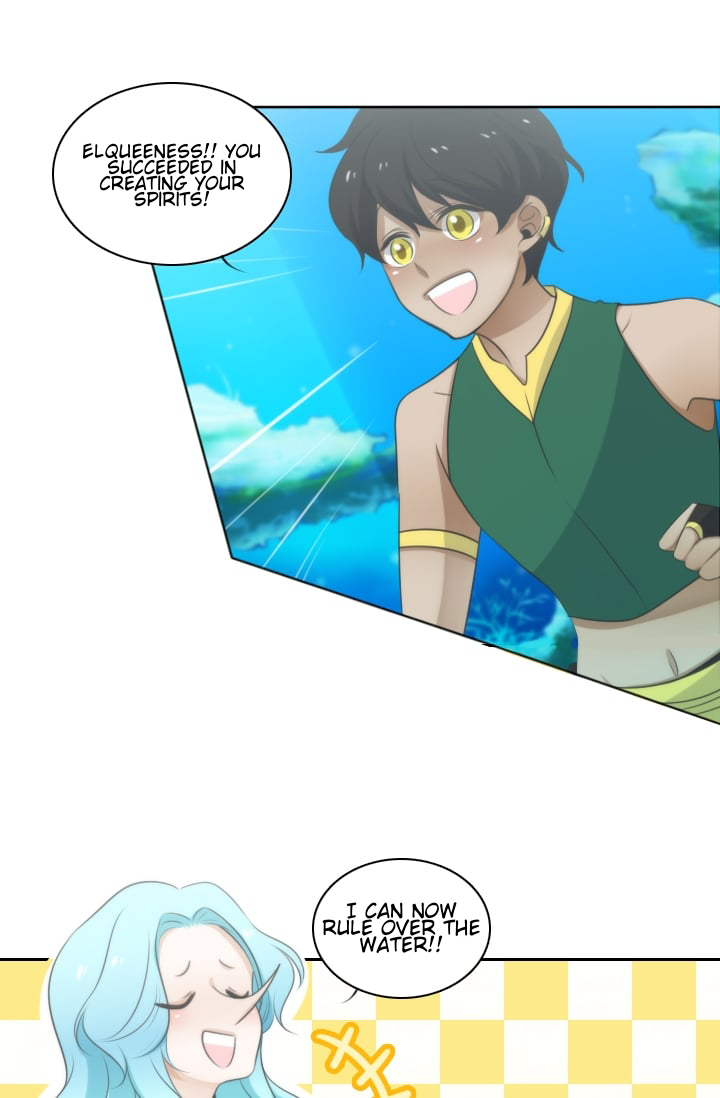 ELQUEENESS!! YOU
SUCCEEDED IN
CREATING YOUR
SPIRITS!
I CAN NOW
RULE OVER THE
WATER!!